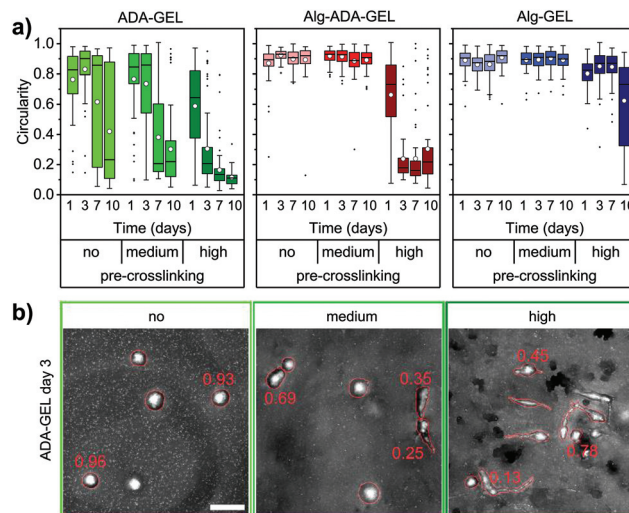 a)
ADA-GEL
Alg-ADA-GEL
Alg-GEL
Circularity
1.0
0.8
0.6
0.4
0.2
0.0
1 3 7 10 1 3 7 10 1 3 7 10
1 3 7 10 1 3 7 10 1 3 7 10
1 3 7 10 1 3 7 10 1 3 7 10
Time (days)
Time (days)
Time (days)
no medium high
no medium high
no medium high
pre-crosslinking
pre-crosslinking
pre-crosslinking
b)
no
medium
high
ADA-GEL day 3
0.93
0.96
0.69
0.35
0.25
0.45
0.78
0.13